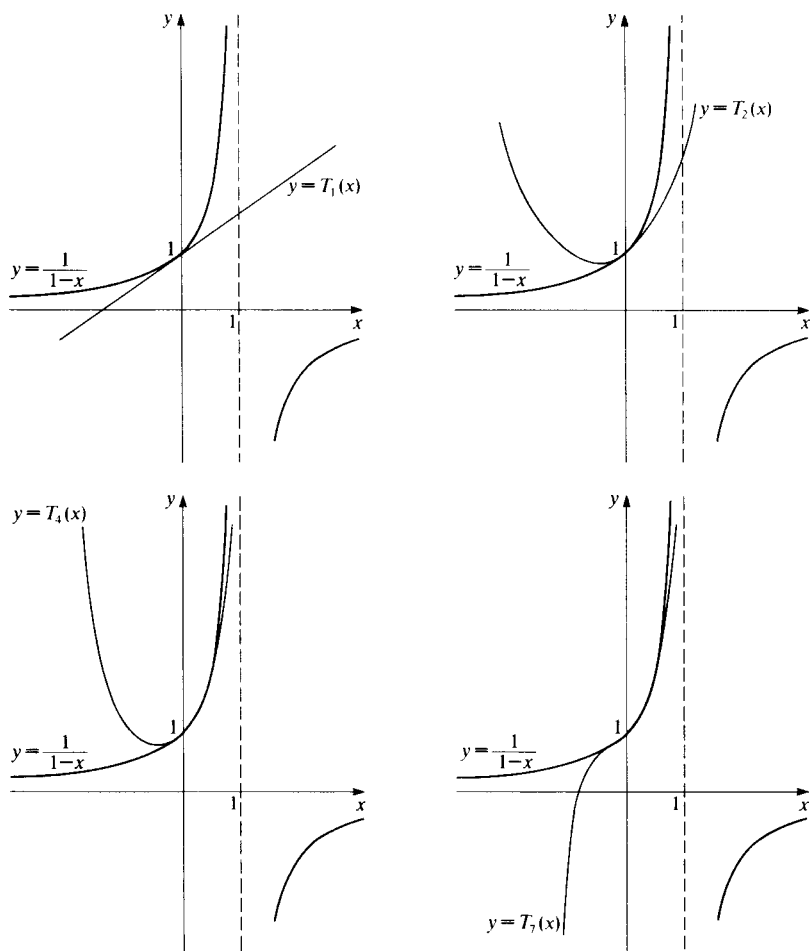 y
y = T₁(x)
1
y = 1/(1−x)
1
x
y
y = T₂(x)
1
y = 1/(1−x)
1
x
y
y = T₄(x)
1
y = 1/(1−x)
1
x
y
1
y = 1/(1−x)
1
x
y = T₇(x)